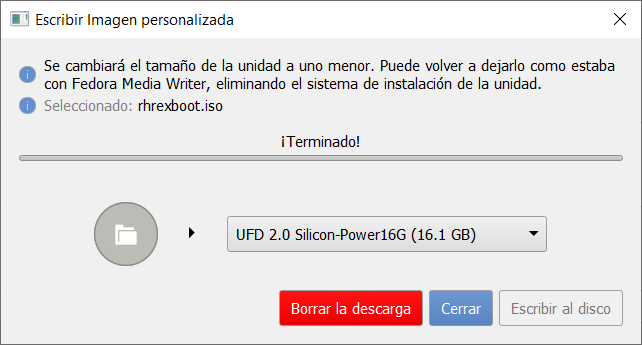 Escribir Imagen personalizada
Se cambiará el tamaño de la unidad a uno menor. Puede volver a dejarlo como estaba
con Fedora Media Writer, eliminando el sistema de instalación de la unidad.
Seleccionado: rhrexboot.iso
¡Terminado!
UFD 2.0 Silicon-Power16G (16.1 GB)
Borrar la descarga
Cerrar
Escribir al disco